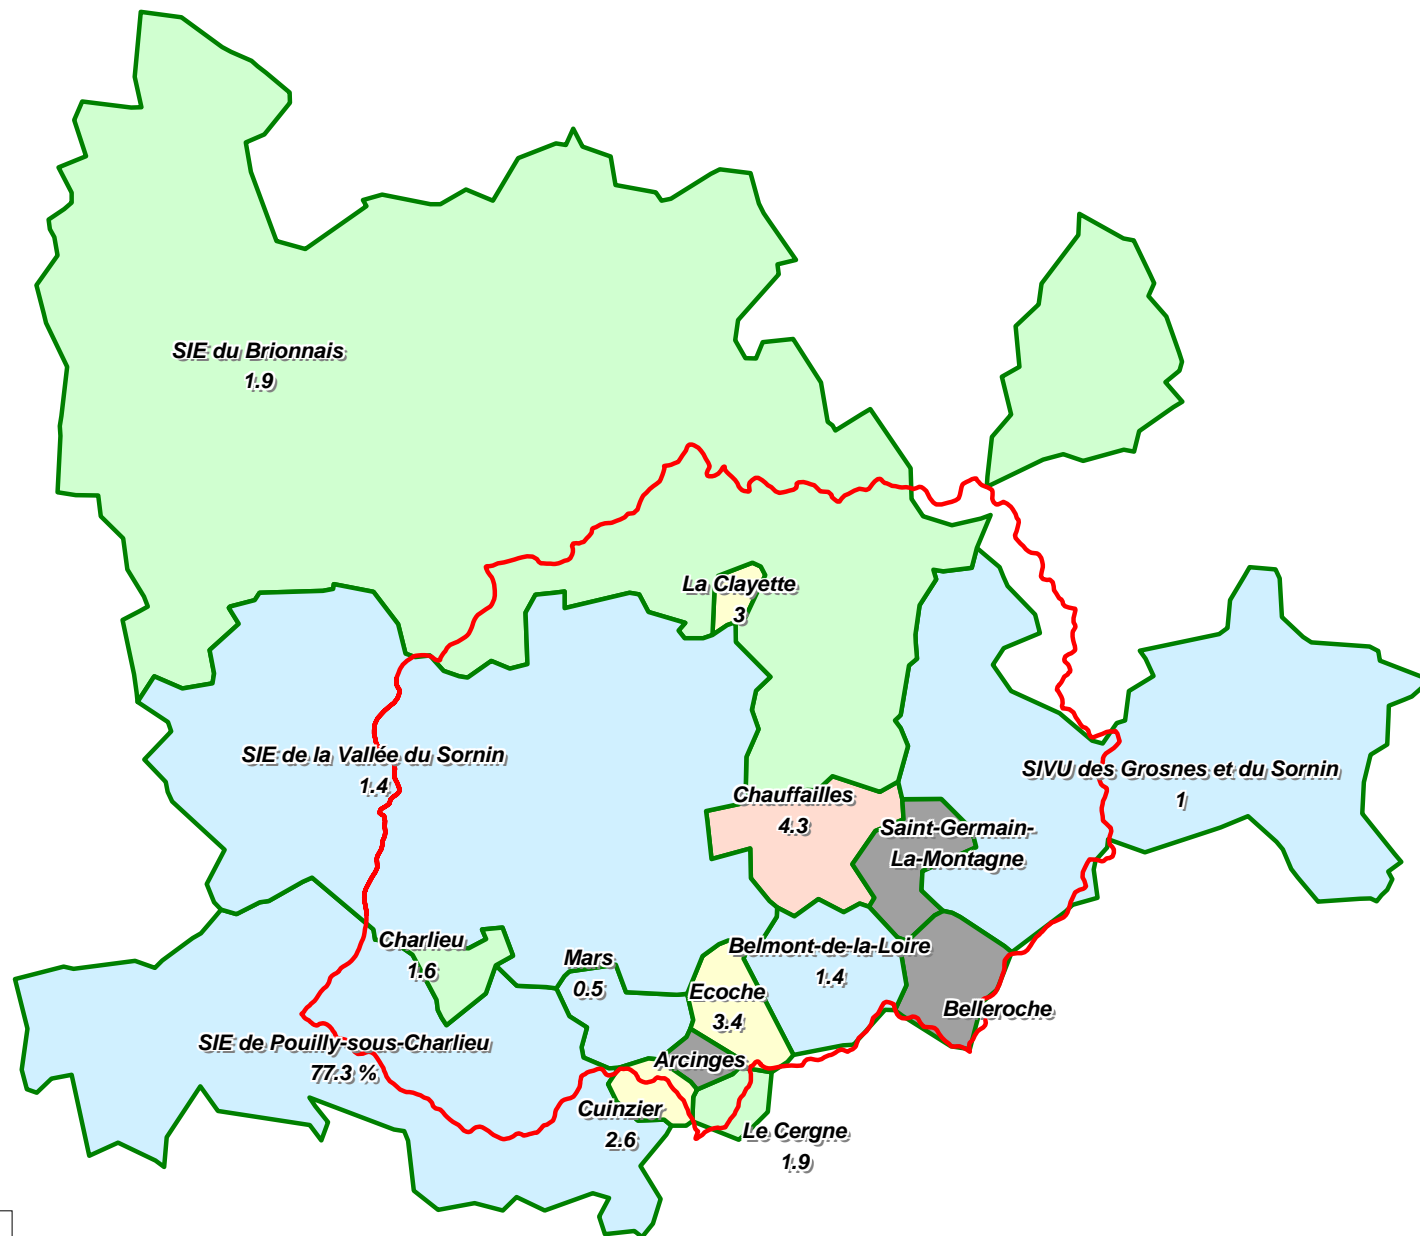 SIE du Brionnais
1.9
La Clayette
3
SIE de la Vallée du Sornin
1.4
SIVU des Grosnes et du Sornin
1
Chauffailles
4.3
Saint-Germain-
La-Montagne
Charlieu
1.6
Mars
0.5
Belmont-de-la-Loire
1.4
Ecoche
3.4
Belleroche
SIE de Pouilly-sous-Charlieu
77.3 %
Arcinges
Cuinzier
2.6
Le Cergne
1.9